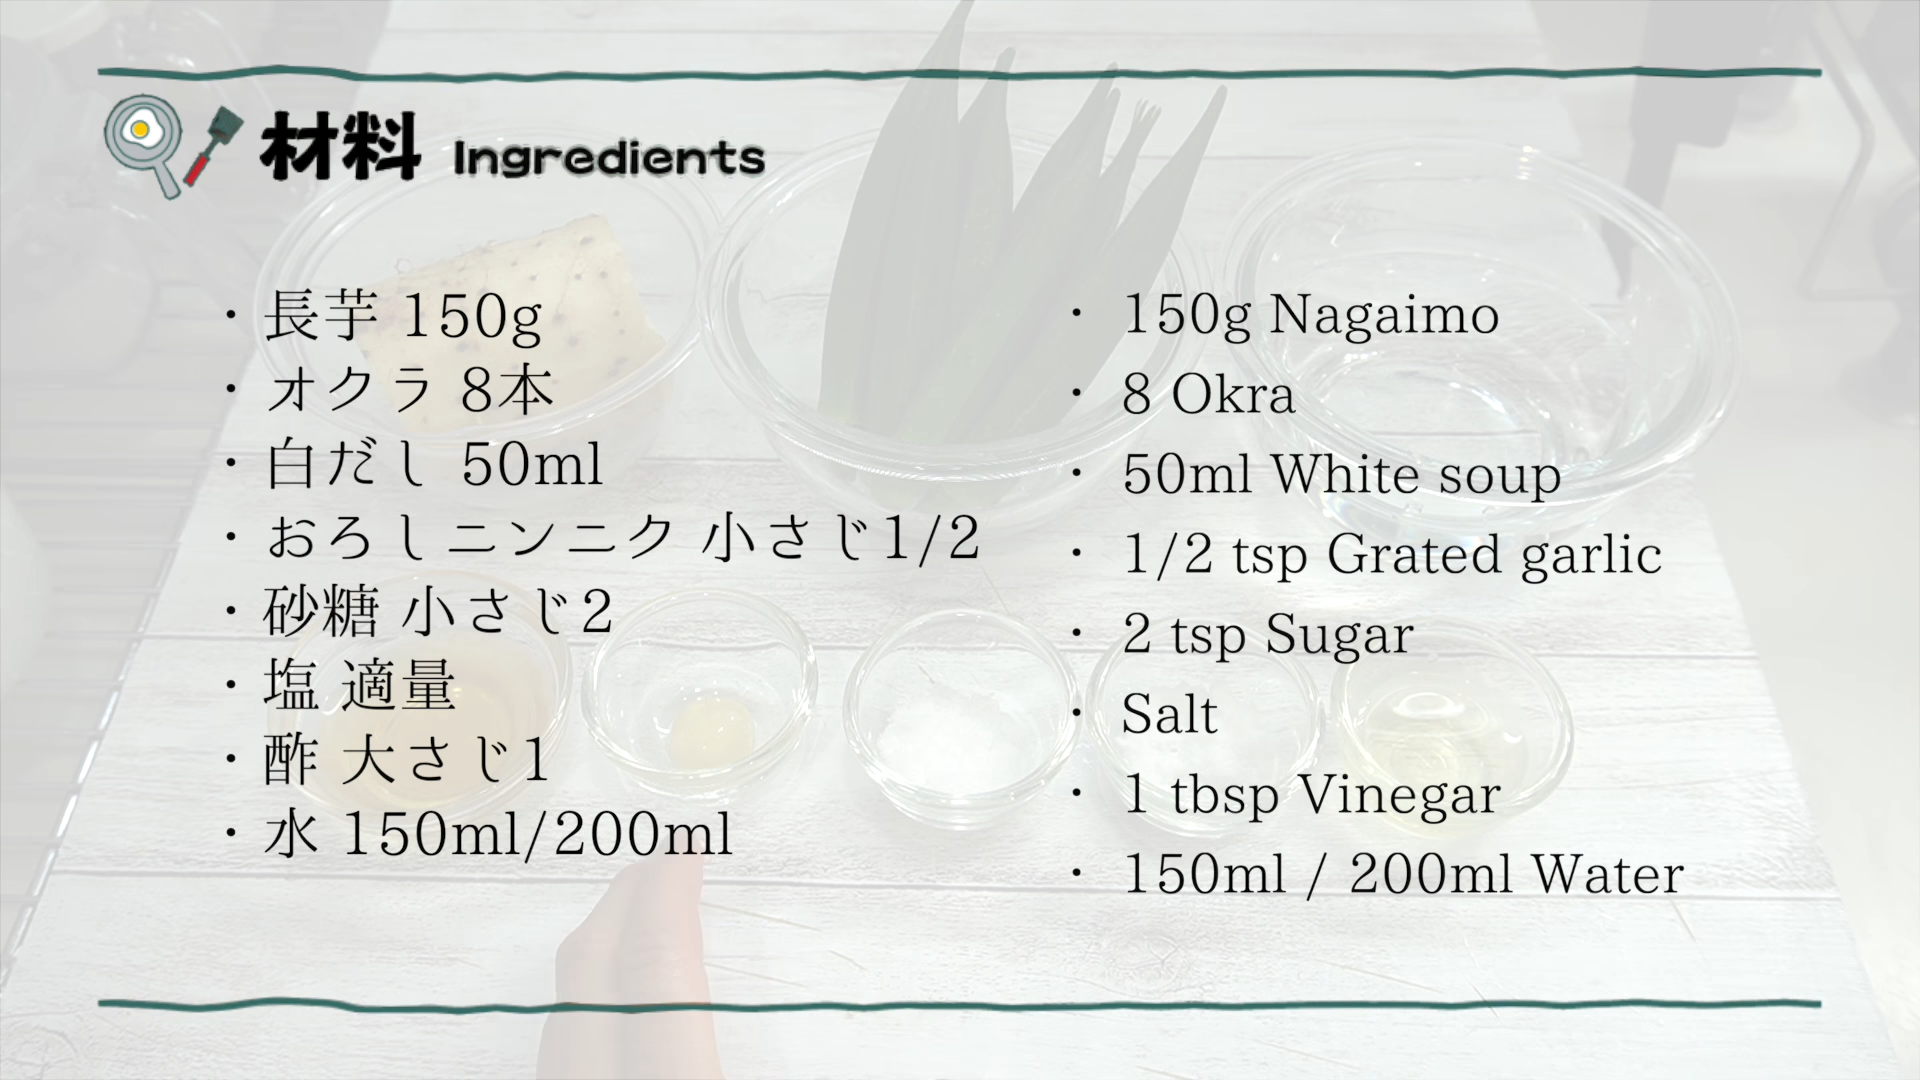 材料 Ingredients
・長芋 150g
・オクラ 8本
・白だし 50ml
・おろしニンニク 小さじ1/2
・砂糖 小さじ2
・塩 適量
・酢 大さじ1
・水 150ml/200ml
・ 150g Nagaimo
・ 8 Okra
・ 50ml White soup
・ 1/2 tsp Grated garlic
・ 2 tsp Sugar
・ Salt
・ 1 tbsp Vinegar
・ 150ml / 200ml Water